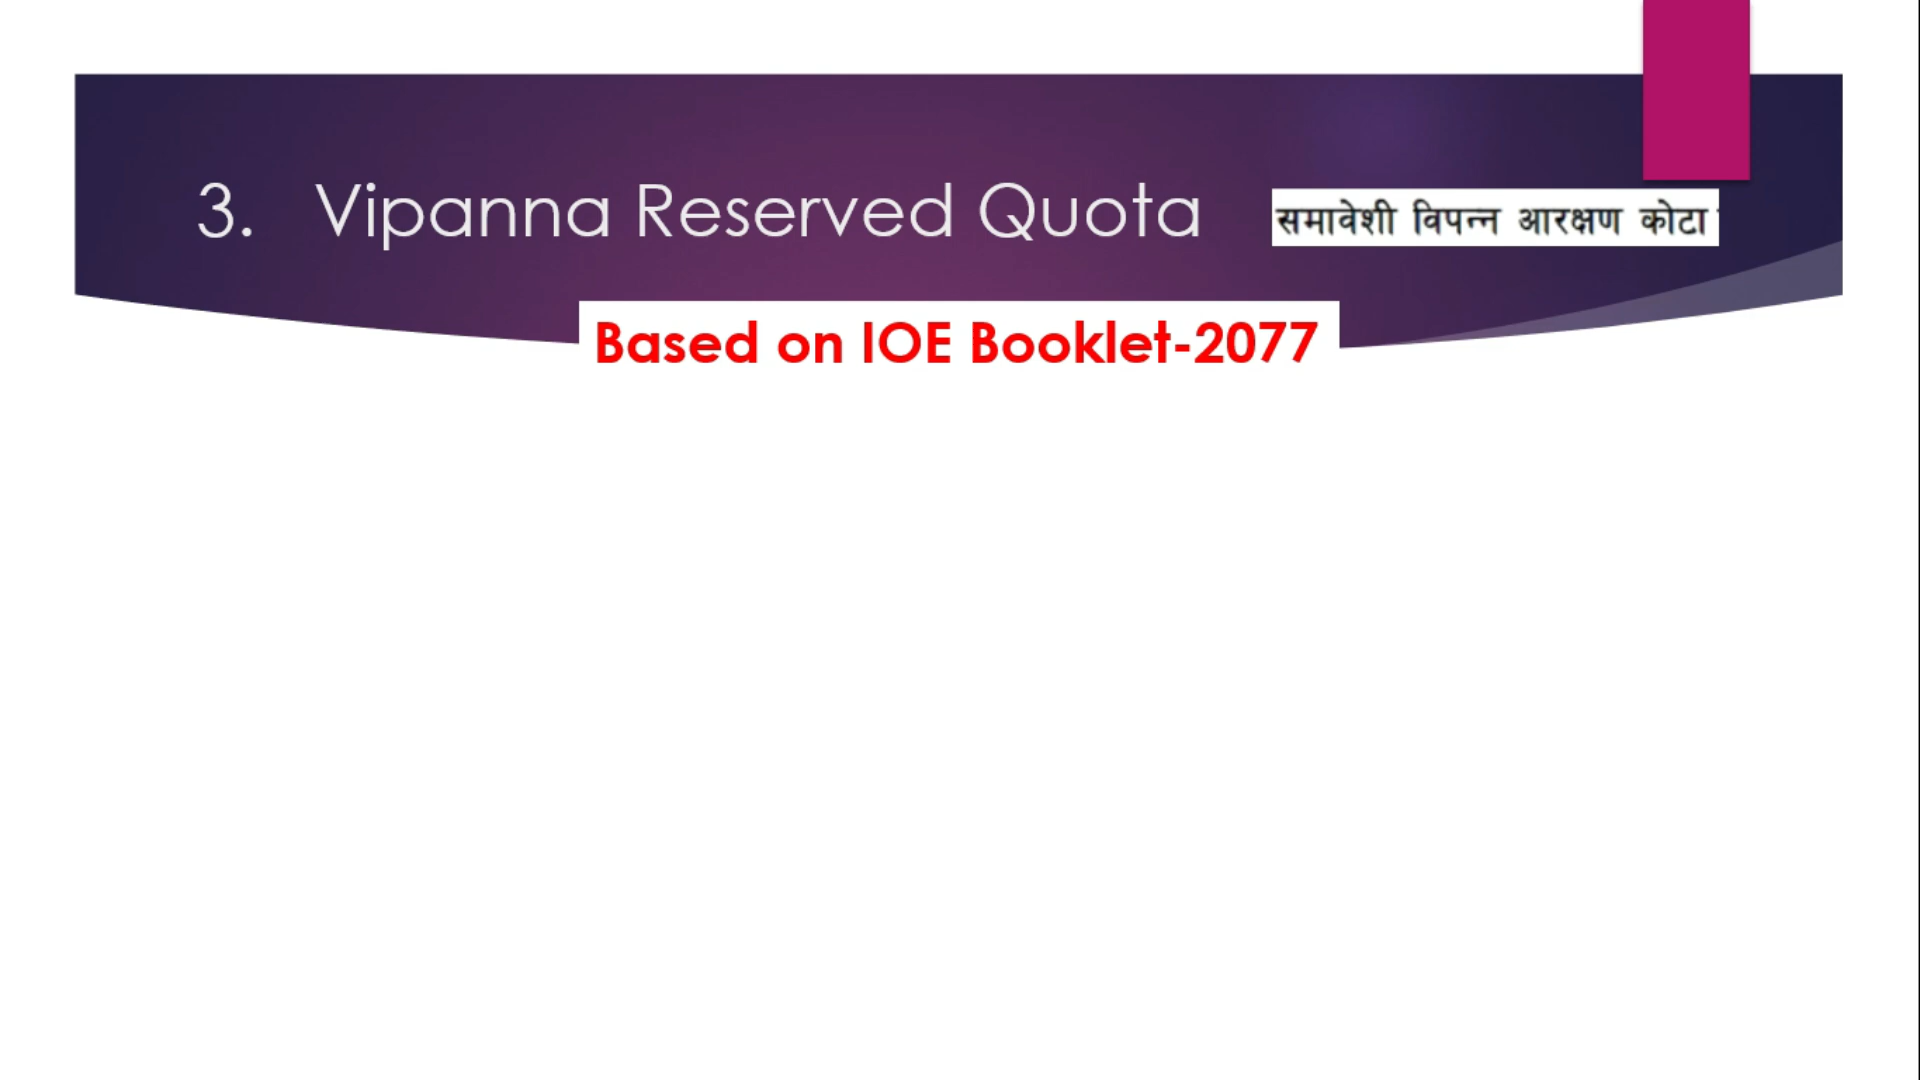 3. Vipanna Reserved Quota समावेशी विपन्न आरक्षण कोटा
Based on IOE Booklet-2077